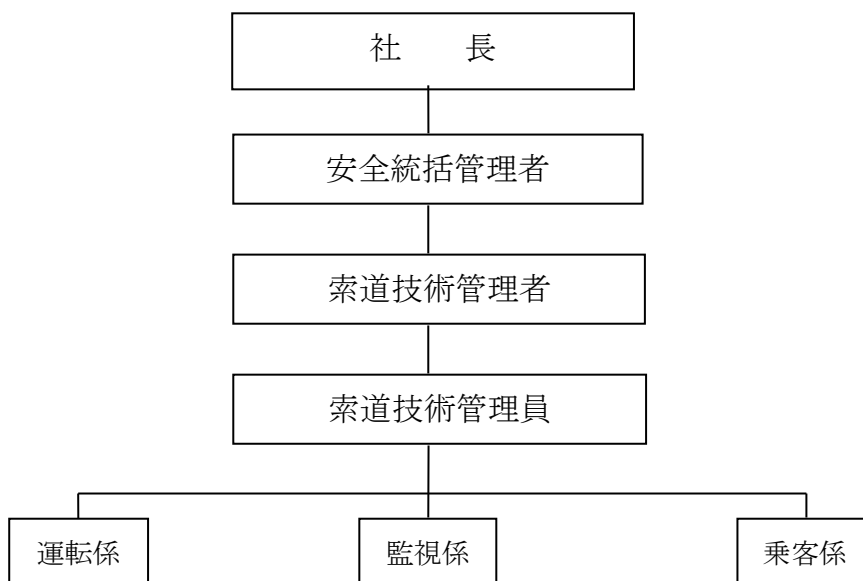 社　長
安全統括管理者
索道技術管理者
索道技術管理員
運転係　監視係　乗客係